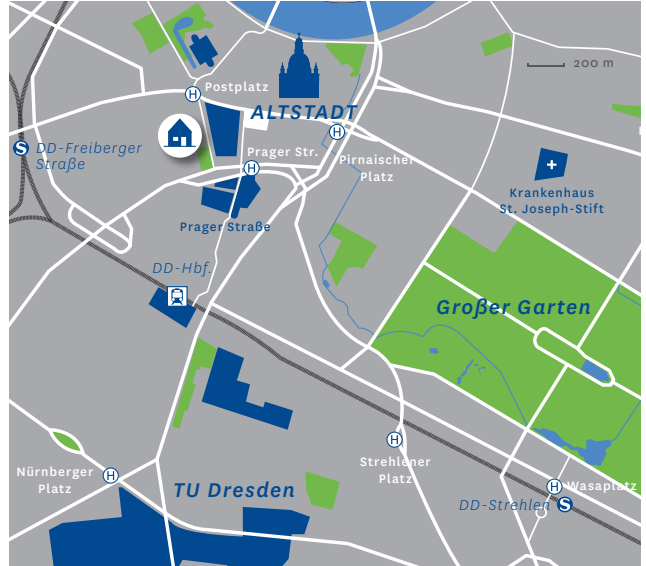 200 m
Postplatz
H
ALTSTADT
H
S DD-Freiberger
Straße
Prager Str.
H
Pirnaischer
Platz
Krankenhaus
St. Joseph-Stift
Prager Straße
DD-Hbf.
Großer Garten
H
Strehlener
Platz
Nürnberger
Platz
H
TU Dresden
H Wasaplatz
DD-Strehlen S